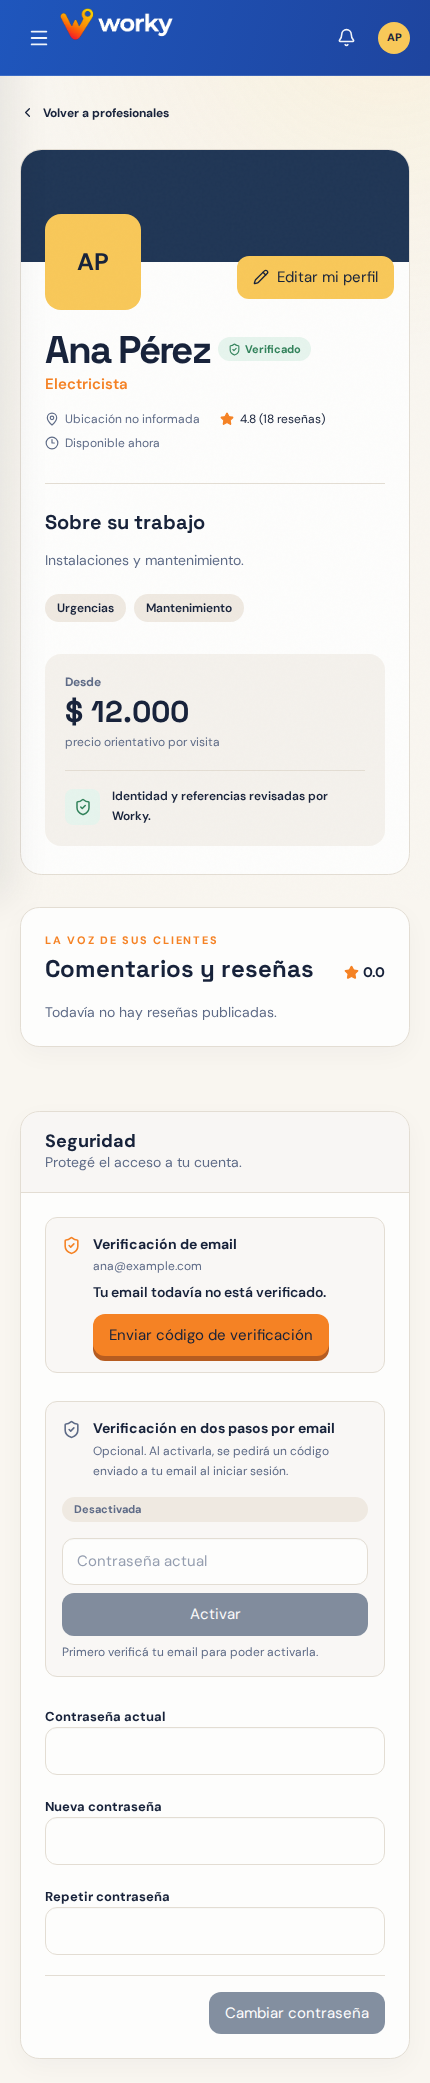 worky
AP
Volver a profesionales
AP
Editar mi perfil
Ana Pérez
Verificado
Electricista
Ubicación no informada
4.8 (18 reseñas)
Disponible ahora
Sobre su trabajo
Instalaciones y mantenimiento.
Urgencias
Mantenimiento
Desde
$ 12.000
precio orientativo por visita
Identidad y referencias revisadas por
Worky.
LA VOZ DE SUS CLIENTES
Comentarios y reseñas
0.0
Todavía no hay reseñas publicadas.
Seguridad
Protegé el acceso a tu cuenta.
Verificación de email
ana@example.com
Tu email todavía no está verificado.
Enviar código de verificación
Verificación en dos pasos por email
Opcional. Al activarla, se pedirá un código
enviado a tu email al iniciar sesión.
Desactivada
Contraseña actual
Activar
Primero verificá tu email para poder activarla.
Contraseña actual
Nueva contraseña
Repetir contraseña
Cambiar contraseña